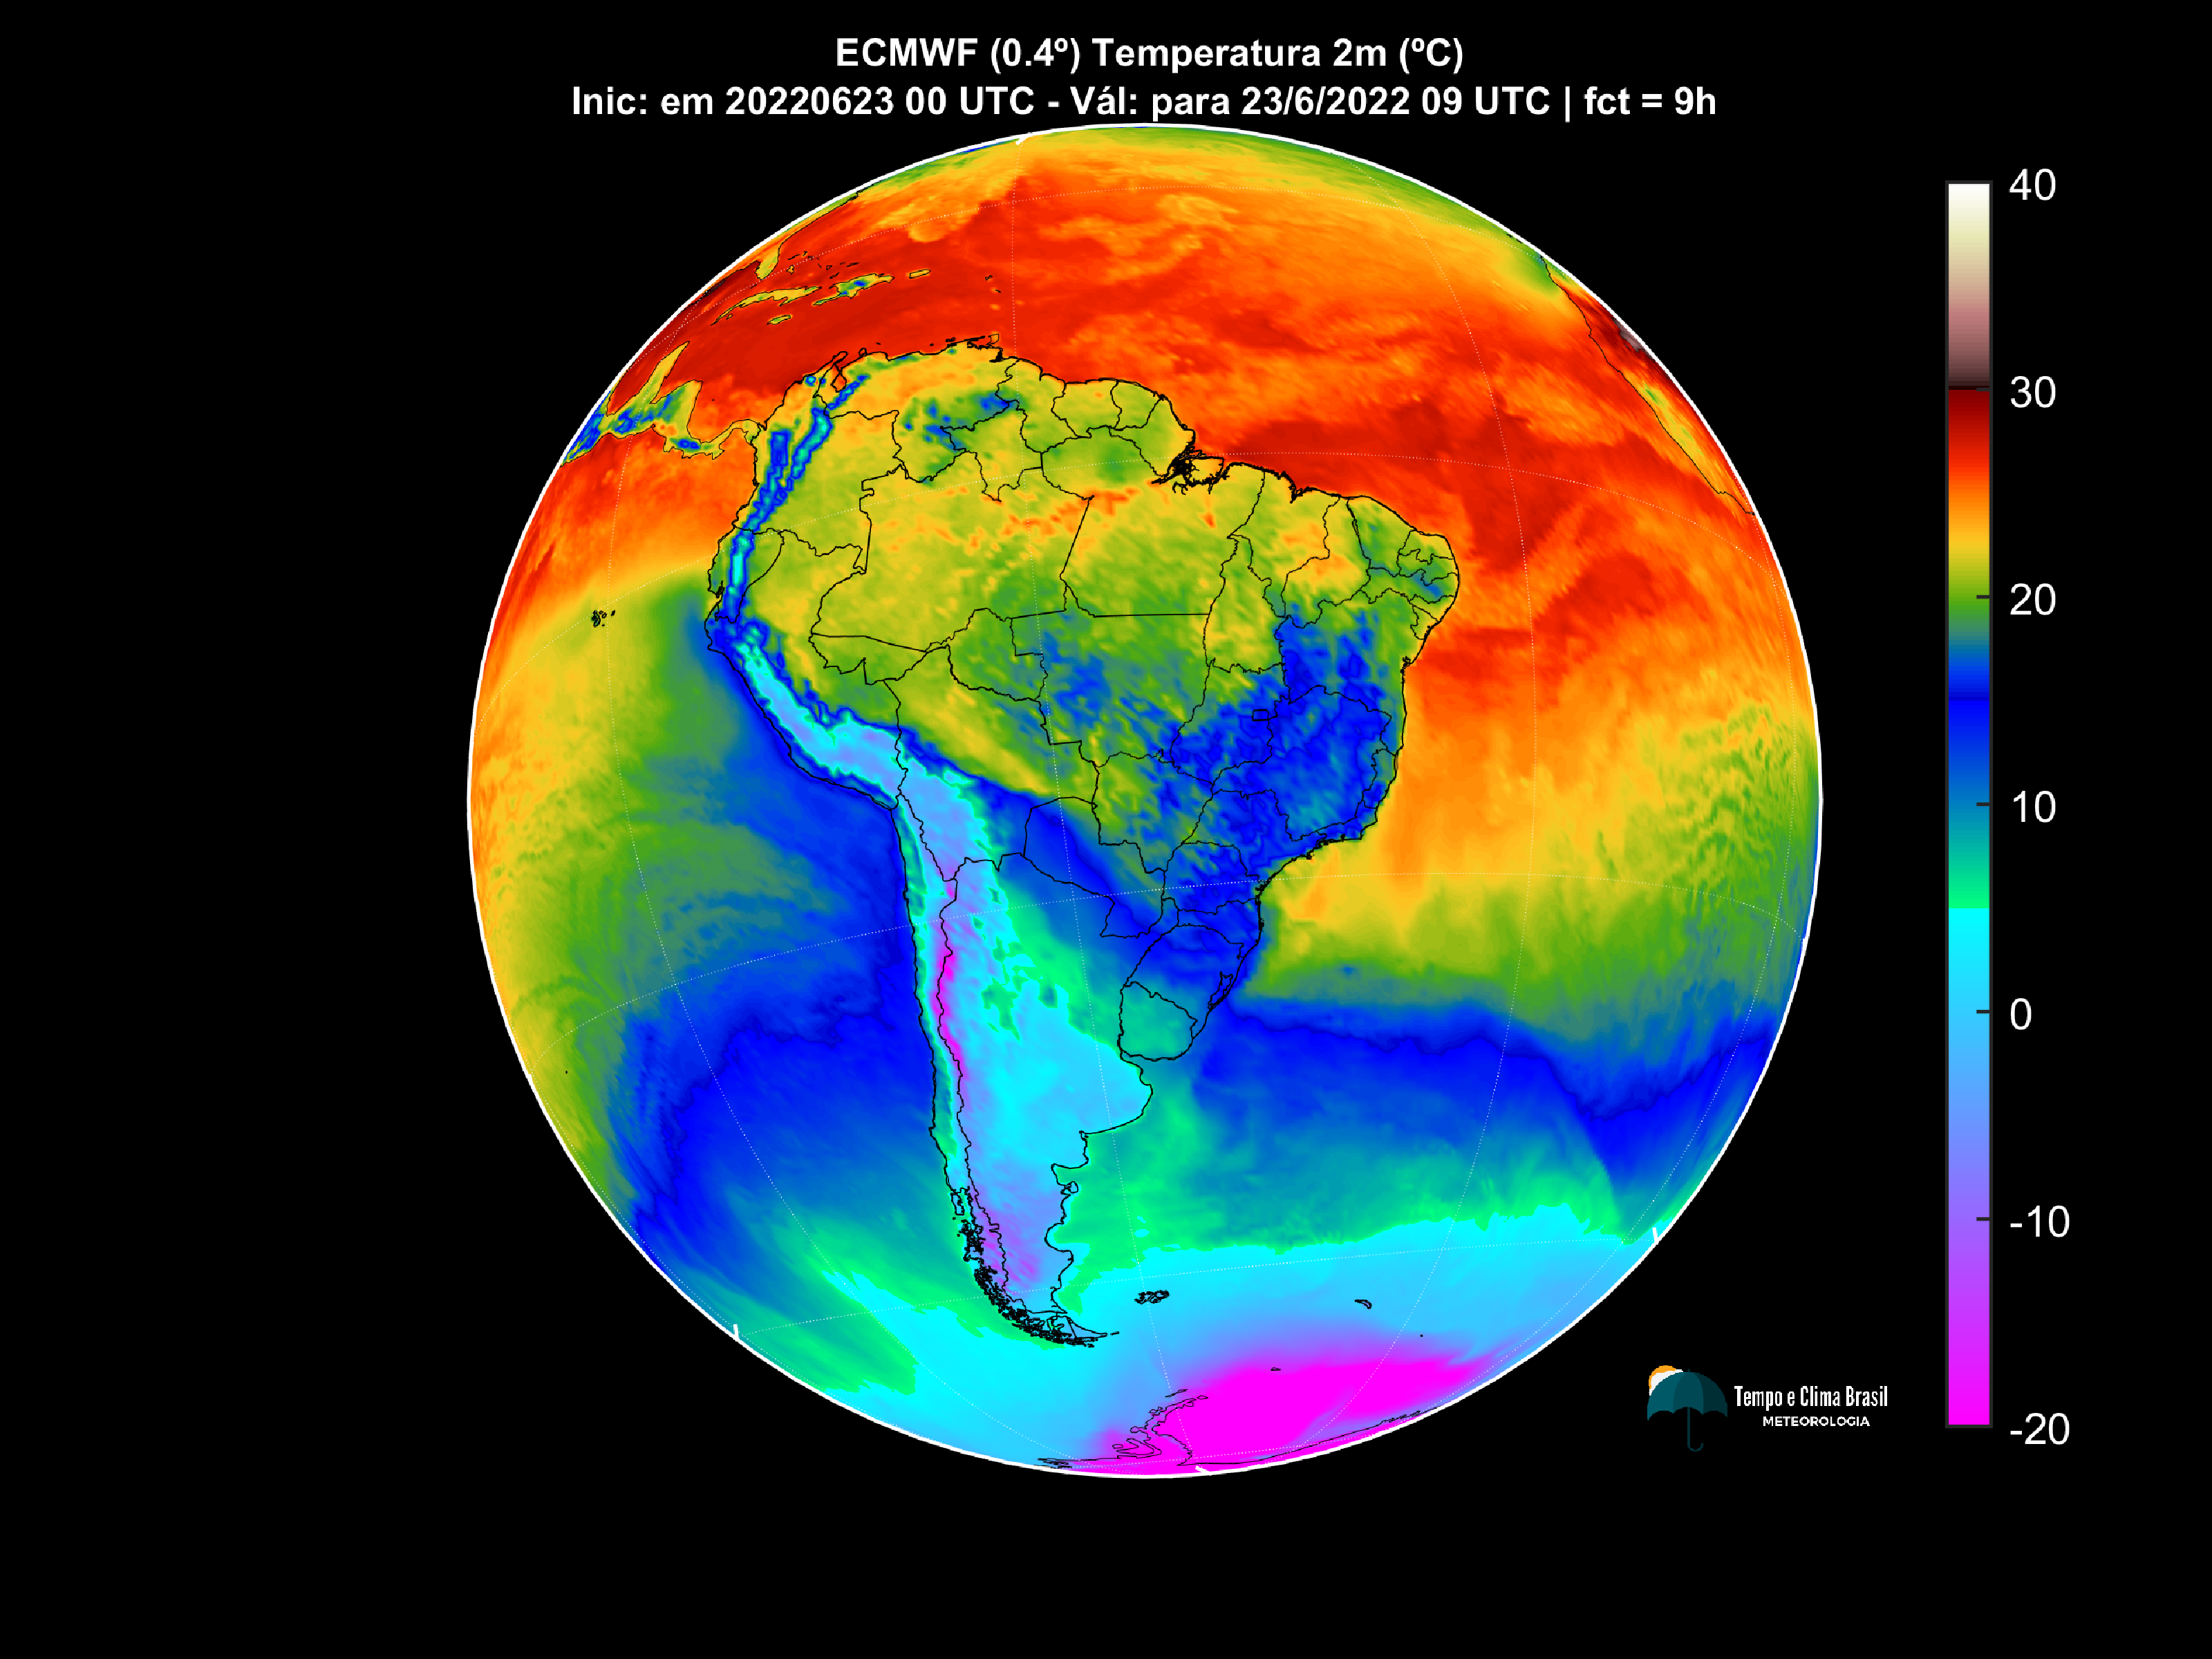 ECMWF (0.4º) Temperatura 2m (ºC)
Inic: em 20220623 00 UTC - Vál: para 23/6/2022 09 UTC | fct = 9h
40
30
20
10
0
-10
-20
Tempo e Clima Brasil
METEOROLOGIA